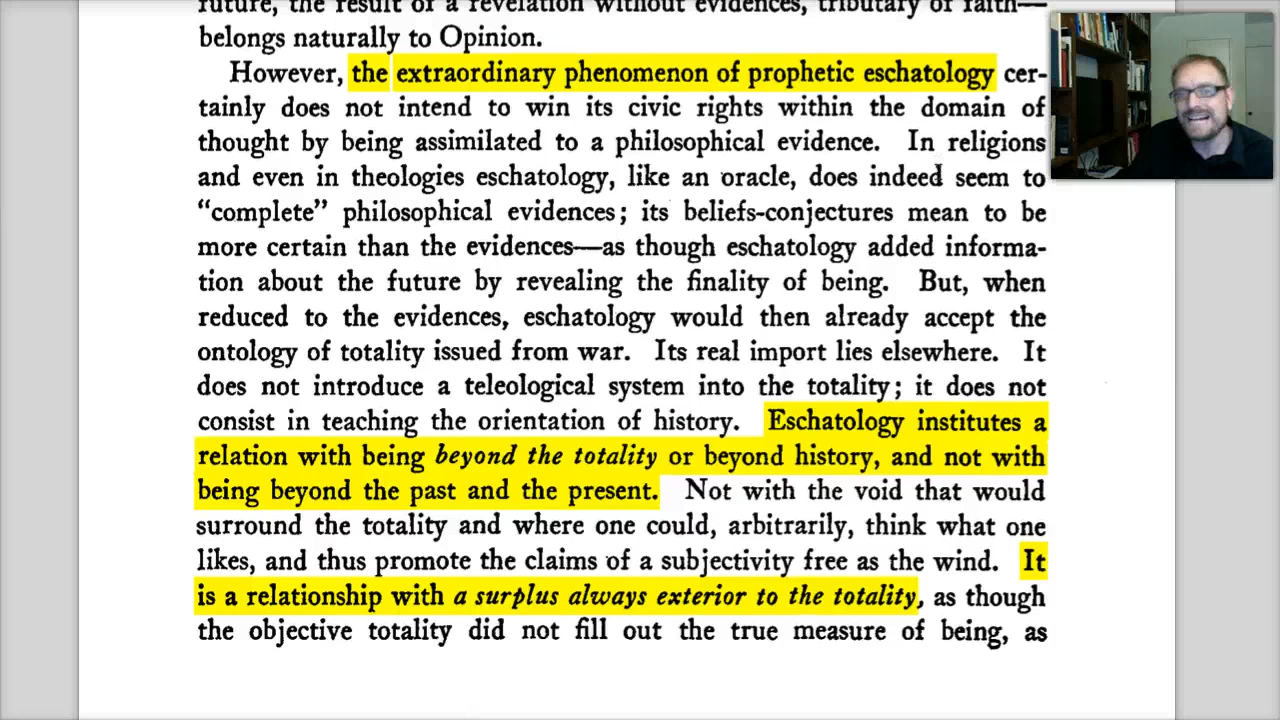 future, the result of a revelation without evidences, tributary of faith—
belongs naturally to Opinion.
However, the extraordinary phenomenon of prophetic eschatology cer-
tainly does not intend to win its civic rights within the domain of
thought by being assimilated to a philosophical evidence. In religions
and even in theologies eschatology, like an oracle, does indeed seem to
“complete” philosophical evidences; its beliefs-conjectures mean to be
more certain than the evidences—as though eschatology added informa-
tion about the future by revealing the finality of being. But, when
reduced to the evidences, eschatology would then already accept the
ontology of totality issued from war. Its real import lies elsewhere. It
does not introduce a teleological system into the totality; it does not
consist in teaching the orientation of history. Eschatology institutes a
relation with being beyond the totality or beyond history, and not with
being beyond the past and the present. Not with the void that would
surround the totality and where one could, arbitrarily, think what one
likes, and thus promote the claims of a subjectivity free as the wind. It
is a relationship with a surplus always exterior to the totality, as though
the objective totality did not fill out the true measure of being, as